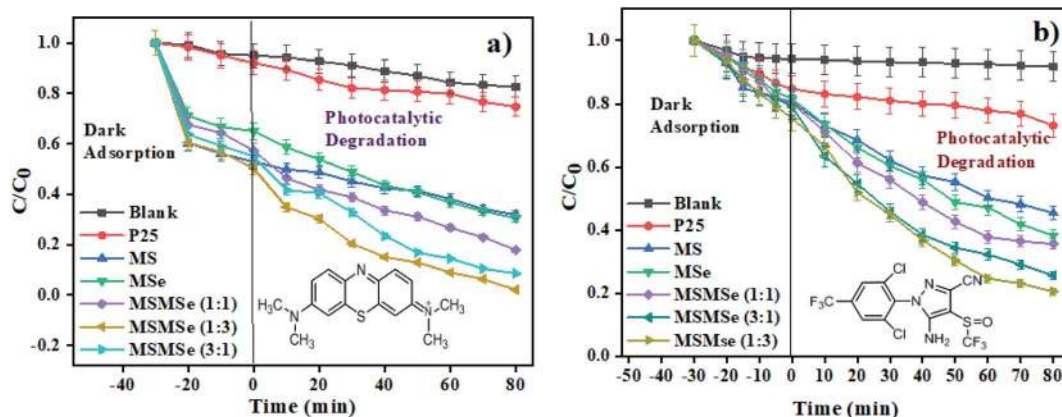 a)
Dark
Adsorption
Photocatalytic
Degradation
C/C0
1.0
0.8
0.6
0.4
0.2
0.0
-0.2
Blank
P25
MS
MSe
MSMSe (1:1)
MSMSe (1:3)
MSMSe (3:1)
N
H3C
N
CH3
S
N+
CH3
H3C
CH3
-40
-20
0
20
40
60
80
Time (min)
b)
Dark
Adsorption
Photocatalytic
Degradation
C/C0
1.0
0.8
0.6
0.4
0.2
0.0
Blank
P25
MS
MSe
MSMSe (1:1)
MSMSe (3:1)
MSMse (1:3)
Cl
N
CN
F3C
N
Cl
S=O
NH2
CF3
-50
-40
-30
-20
-10
0
10
20
30
40
50
60
70
80
Time (min)